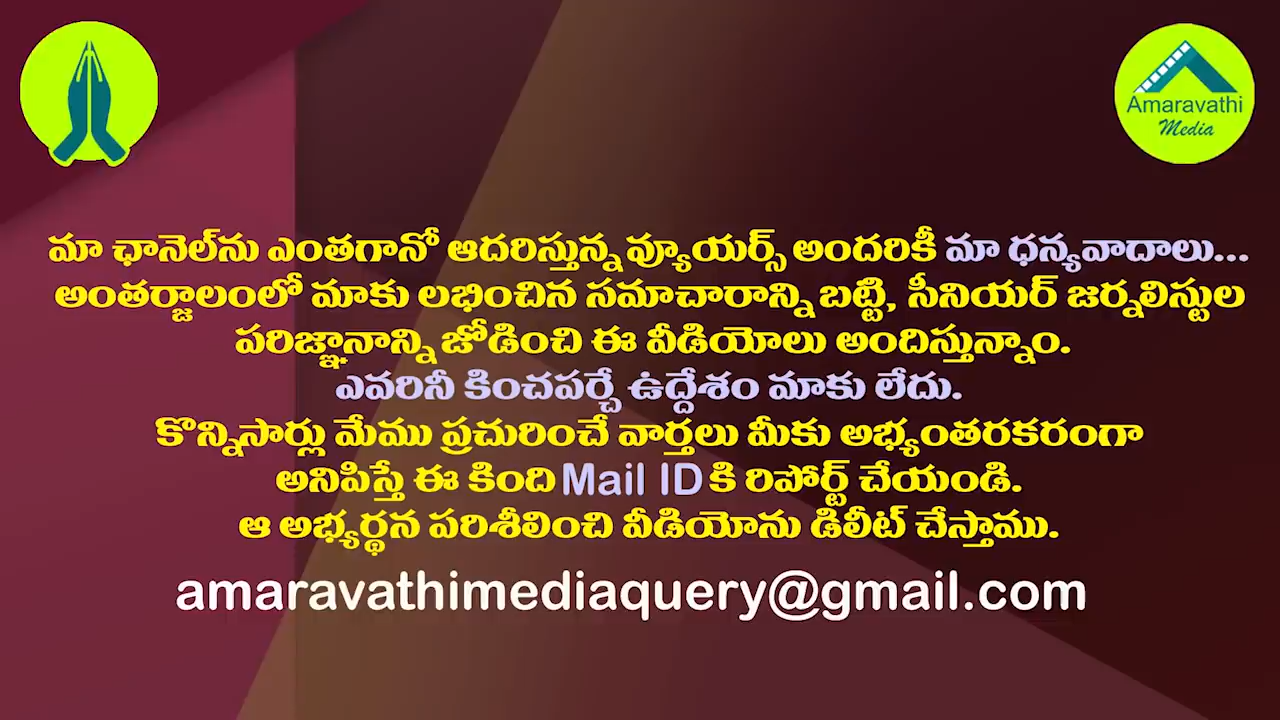 Amaravathi
Media
మా ఛానెల్‌ను ఎంతగానో ఆదరిస్తున్న వ్యూయర్స్ అందరికీ మా ధన్యవాదాలు...
అంతర్జాలంలో మాకు లభించిన సమాచారాన్ని బట్టి, సీనియర్ జర్నలిస్టుల
పరిజ్ఞానాన్ని జోడించి ఈ వీడియోలు అందిస్తున్నాం.
ఎవరినీ కించపర్చే ఉద్దేశం మాకు లేదు.
కొన్నిసార్లు మేము ప్రచురించే వార్తలు మీకు అభ్యంతరకరంగా
అనిపిస్తే ఈ కింది Mail ID కి రిపోర్ట్ చేయండి.
ఆ అభ్యర్థన పరిశీలించి వీడియోను డిలీట్ చేస్తాము.
amaravathimediaquery@gmail.com